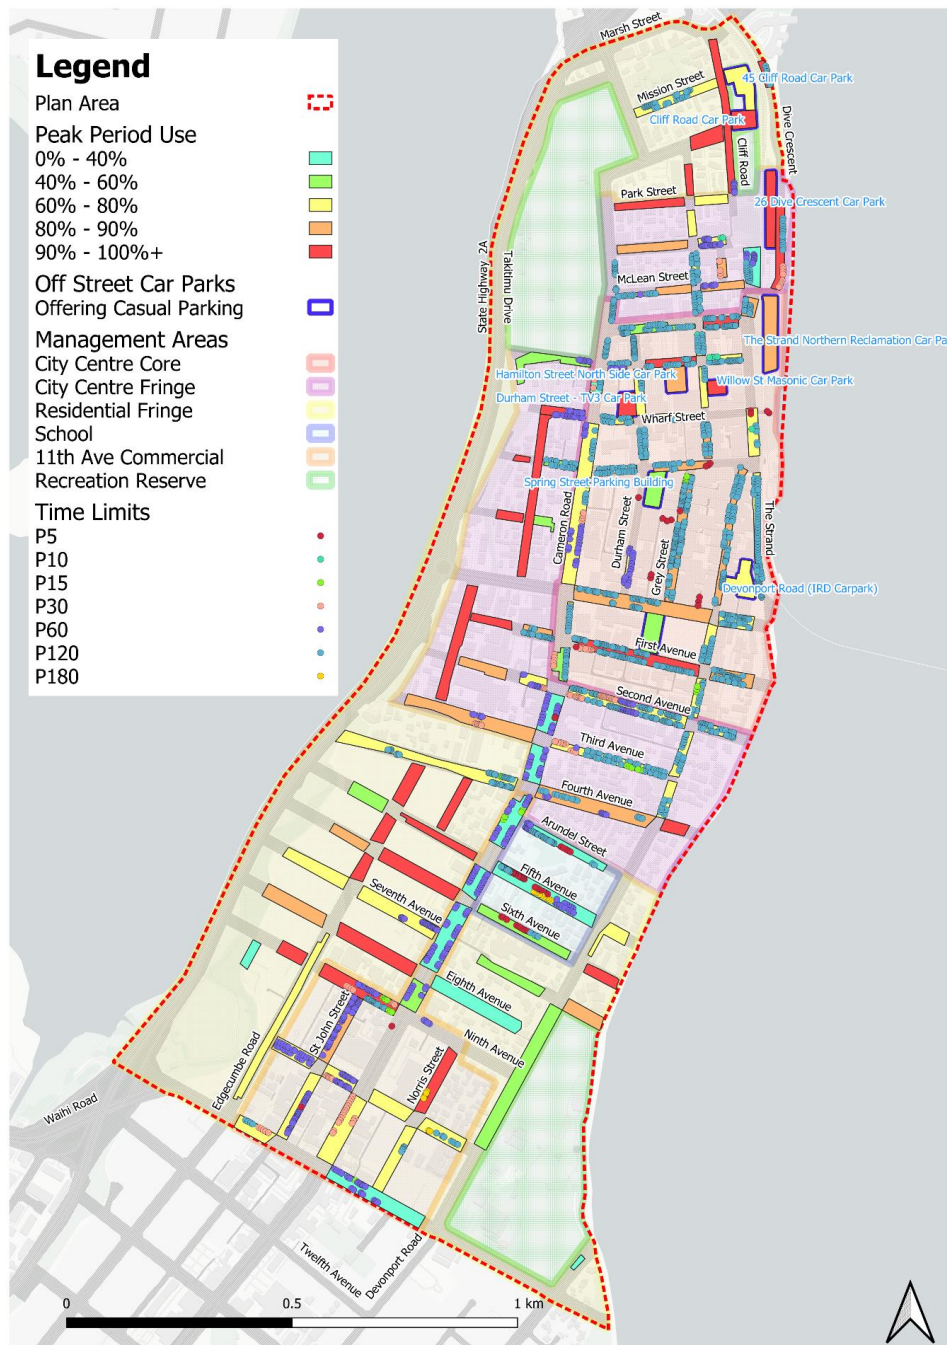 Legend
Plan Area
Peak Period Use
0% - 40%
40% - 60%
60% - 80%
80% - 90%
90% - 100%+
Off Street Car Parks
Offering Casual Parking
Management Areas
City Centre Core
City Centre Fringe
Residential Fringe
School
11th Ave Commercial
Recreation Reserve
Time Limits
P5
P10
P15
P30
P60
P120
P180
Marsh Street
Mission Street
45 Cliff Road Car Park
Cliff Road Car Park
Dive Crescent
Cliff Road
Park Street
26 Dive Crescent Car Park
State Highway 2A
Takitimu Drive
McLean Street
The Strand Northern Reclamation Car Pa
Hamilton Street North Side Car Park
Willow St Masonic Car Park
Durham Street - TV3 Car Park
Wharf Street
Spring Street Parking Building
Cameron Road
Durham Street
Grey Street
The Strand
Devonport Road (IRD Carpark)
First Avenue
Second Avenue
Third Avenue
Fourth Avenue
Arundel Street
Fifth Avenue
Seventh Avenue
Sixth Avenue
Eighth Avenue
St John Street
Ninth Avenue
Edgecumbe Road
Norris Street
Waihi Road
Twelfth Avenue
Devonport Road
0
0.5
1 km